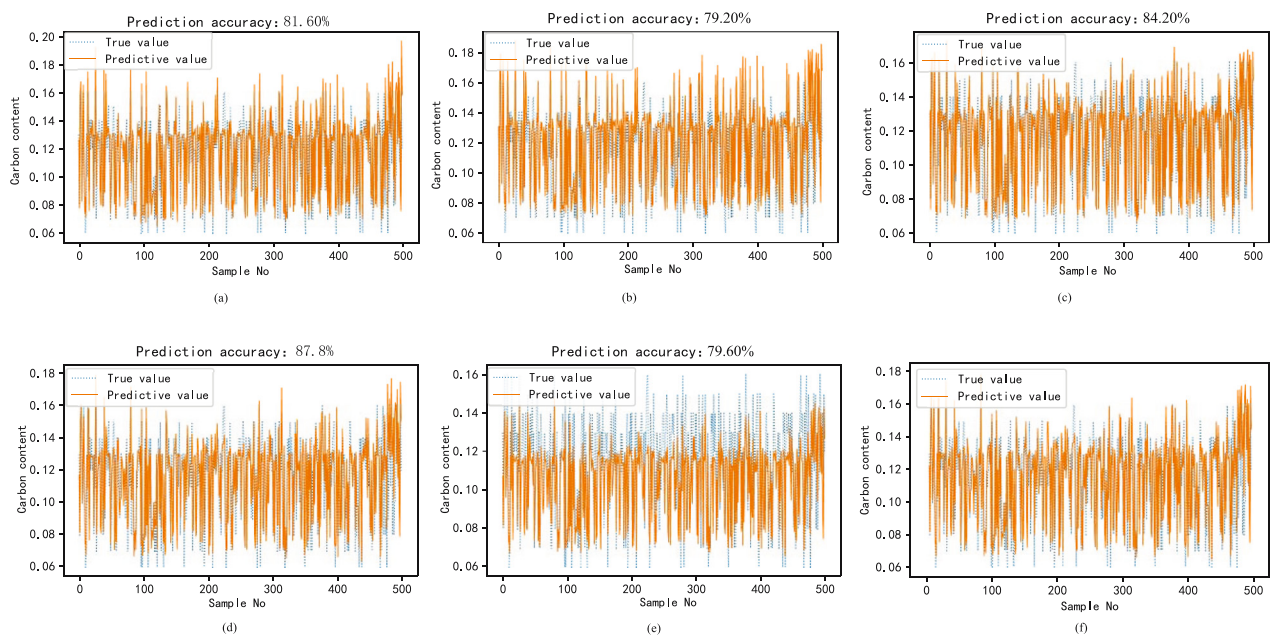 Prediction accuracy: 81.60%
0.20
0.18
0.16
0.14
0.12
0.10
0.08
0.06
Carbon content
True value
Predictive value
0 100 200 300 400 500
Sample No
(a)
Prediction accuracy: 79.20%
0.18
0.16
0.14
0.12
0.10
0.08
0.06
Carbon content
True value
Predictive value
0 100 200 300 400 500
Sample No
(b)
Prediction accuracy: 84.20%
0.16
0.14
0.12
0.10
0.08
0.06
Carbon content
True value
Predictive value
0 100 200 300 400 500
Sample No
(c)
Prediction accuracy: 87.8%
0.18
0.16
0.14
0.12
0.10
0.08
0.06
Carbon content
True value
Predictive value
0 100 200 300 400 500
Sample No
(d)
Prediction accuracy: 79.60%
0.16
0.14
0.12
0.10
0.08
0.06
Carbon content
True value
Predictive value
0 100 200 300 400 500
Sample No
(e)
0.18
0.16
0.14
0.12
0.10
0.08
0.06
Carbon content
True value
Predictive value
0 100 200 300 400 500
Sample No
(f)